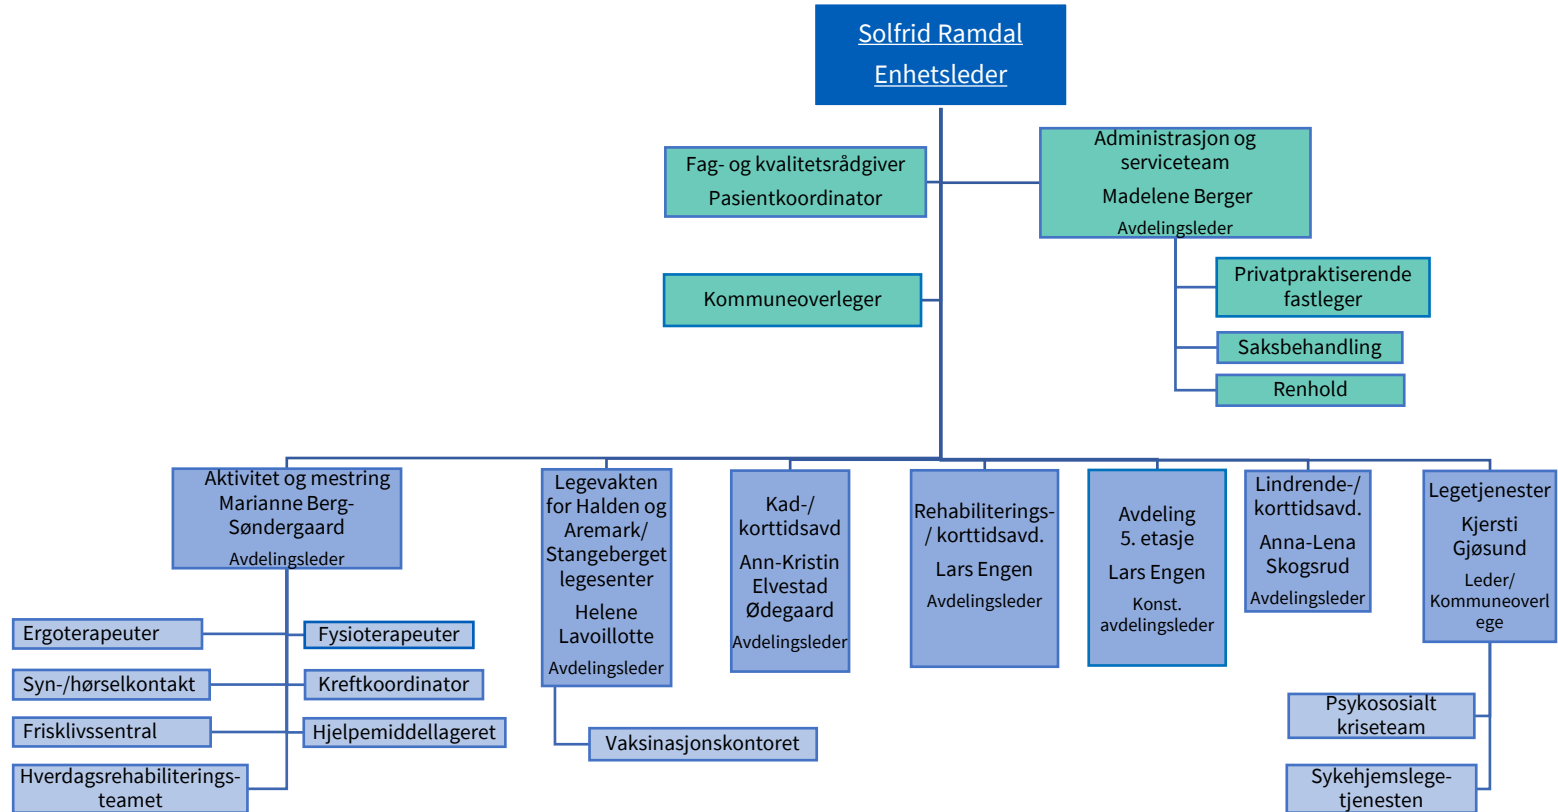 Solfrid Ramdal
Enhetsleder
Fag- og kvalitetsrådgiver
Pasientkoordinator
Administrasjon og
serviceteam
Madelene Berger
Avdelingsleder
Kommuneoverleger
Privatpraktiserende
fastleger
Saksbehandling
Renhold
Aktivitet og mestring
Marianne Berg-
Søndergaard
Avdelingsleder
Legevakten
for Halden og
Aremark/
Stangeberget
legesenter
Helene
Lavoillotte
Avdelingsleder
Kad-/
korttidsavd
Ann-Kristin
Elvestad
Ødegaard
Avdelingsleder
Rehabiliterings-
/ korttidsavd.
Lars Engen
Avdelingsleder
Avdeling
5. etasje
Lars Engen
Konst.
avdelingsleder
Lindrende-/
korttidsavd.
Anna-Lena
Skogsrud
Avdelingsleder
Legetjenester
Kjersti
Gjøsund
Leder/
Kommuneoverl
ege
Ergoterapeuter
Fysioterapeuter
Syn-/hørselkontakt
Kreftkoordinator
Frisklivssentral
Hjelpemiddellageret
Hverdagsrehabiliterings-
teamet
Vaksinasjonskontoret
Psykososialt
kriseteam
Sykehjemslege-
tjenesten